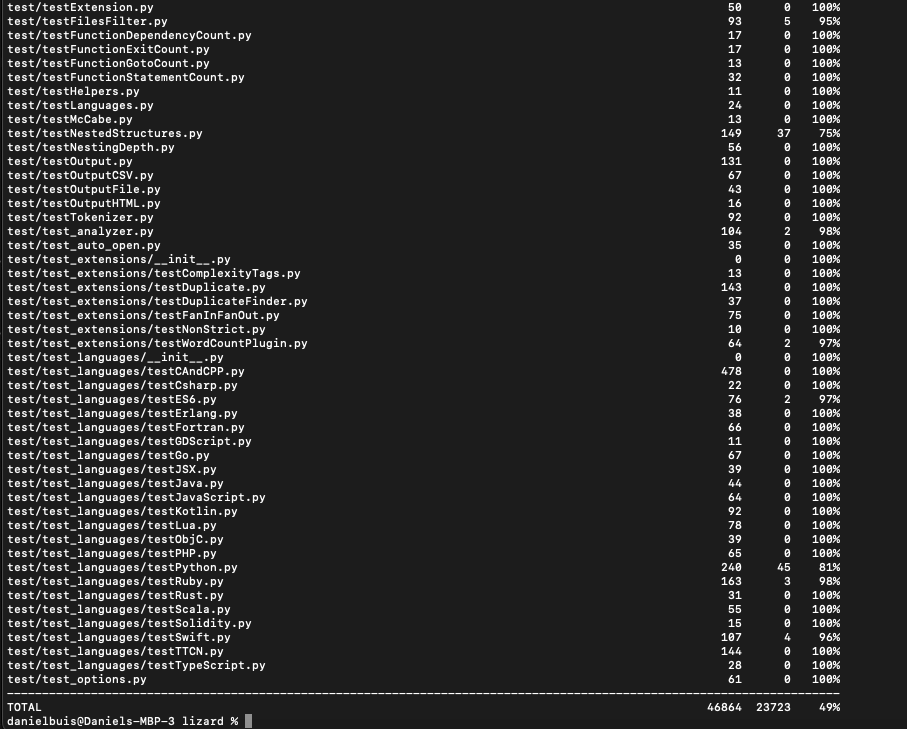 test/testExtension.py 50 0 100%
test/testFilesFilter.py 93 5 95%
test/testFunctionDependencyCount.py 17 0 100%
test/testFunctionExitCount.py 17 0 100%
test/testFunctionGotoCount.py 13 0 100%
test/testFunctionStatementCount.py 32 0 100%
test/testHelpers.py 11 0 100%
test/testLanguages.py 24 0 100%
test/testMcCabe.py 13 0 100%
test/testNestedStructures.py 149 37 75%
test/testNestingDepth.py 56 0 100%
test/testOutput.py 131 0 100%
test/testOutputCSV.py 67 0 100%
test/testOutputFile.py 43 0 100%
test/testOutputHTML.py 16 0 100%
test/testTokenizer.py 92 0 100%
test/test_analyzer.py 104 2 98%
test/test_auto_open.py 35 0 100%
test/test_extensions/__init__.py 0 0 100%
test/test_extensions/testComplexityTags.py 13 0 100%
test/test_extensions/testDuplicate.py 143 0 100%
test/test_extensions/testDuplicateFinder.py 37 0 100%
test/test_extensions/testFanInFanOut.py 75 0 100%
test/test_extensions/testNonStrict.py 10 0 100%
test/test_extensions/testWordCountPlugin.py 64 2 97%
test/test_languages/__init__.py 0 0 100%
test/test_languages/testCAndCPP.py 478 0 100%
test/test_languages/testCsharp.py 22 0 100%
test/test_languages/testES6.py 76 2 97%
test/test_languages/testErlang.py 38 0 100%
test/test_languages/testFortran.py 66 0 100%
test/test_languages/testGDScript.py 11 0 100%
test/test_languages/testGo.py 67 0 100%
test/test_languages/testJSX.py 39 0 100%
test/test_languages/testJava.py 44 0 100%
test/test_languages/testJavaScript.py 64 0 100%
test/test_languages/testKotlin.py 92 0 100%
test/test_languages/testLua.py 78 0 100%
test/test_languages/testObjC.py 39 0 100%
test/test_languages/testPHP.py 65 0 100%
test/test_languages/testPython.py 240 45 81%
test/test_languages/testRuby.py 163 3 98%
test/test_languages/testRust.py 31 0 100%
test/test_languages/testScala.py 55 0 100%
test/test_languages/testSolidity.py 15 0 100%
test/test_languages/testSwift.py 107 4 96%
test/test_languages/testTTCN.py 144 0 100%
test/test_languages/testTypeScript.py 28 0 100%
test/test_options.py 61 0 100%
TOTAL 46864 23723 49%
danielbuis@Daniels-MBP-3 lizard %